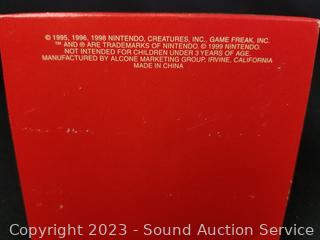 © 1995, 1996, 1998 NINTENDO, CREATURES, INC., GAME FREAK, INC.
™ AND ® ARE TRADEMARKS OF NINTENDO. © 1999 NINTENDO.
NOT INTENDED FOR CHILDREN UNDER 3 YEARS OF AGE.
MANUFACTURED BY ALCONE MARKETING GROUP, IRVINE, CALIFORNIA
MADE IN CHINA
Copyright 2023 - Sound Auction Service